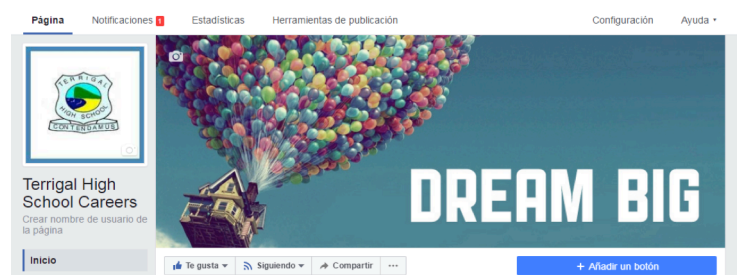 Página Notificaciones 1 Estadísticas Herramientas de publicación Configuración Ayuda
TERRIGAL
HIGH SCHOOL
CONTENDAMUS
DREAM BIG
Terrigal High
School Careers
Crear nombre de usuario de
la página
Inicio
Te gusta Siguiendo Compartir ... + Añadir un botón